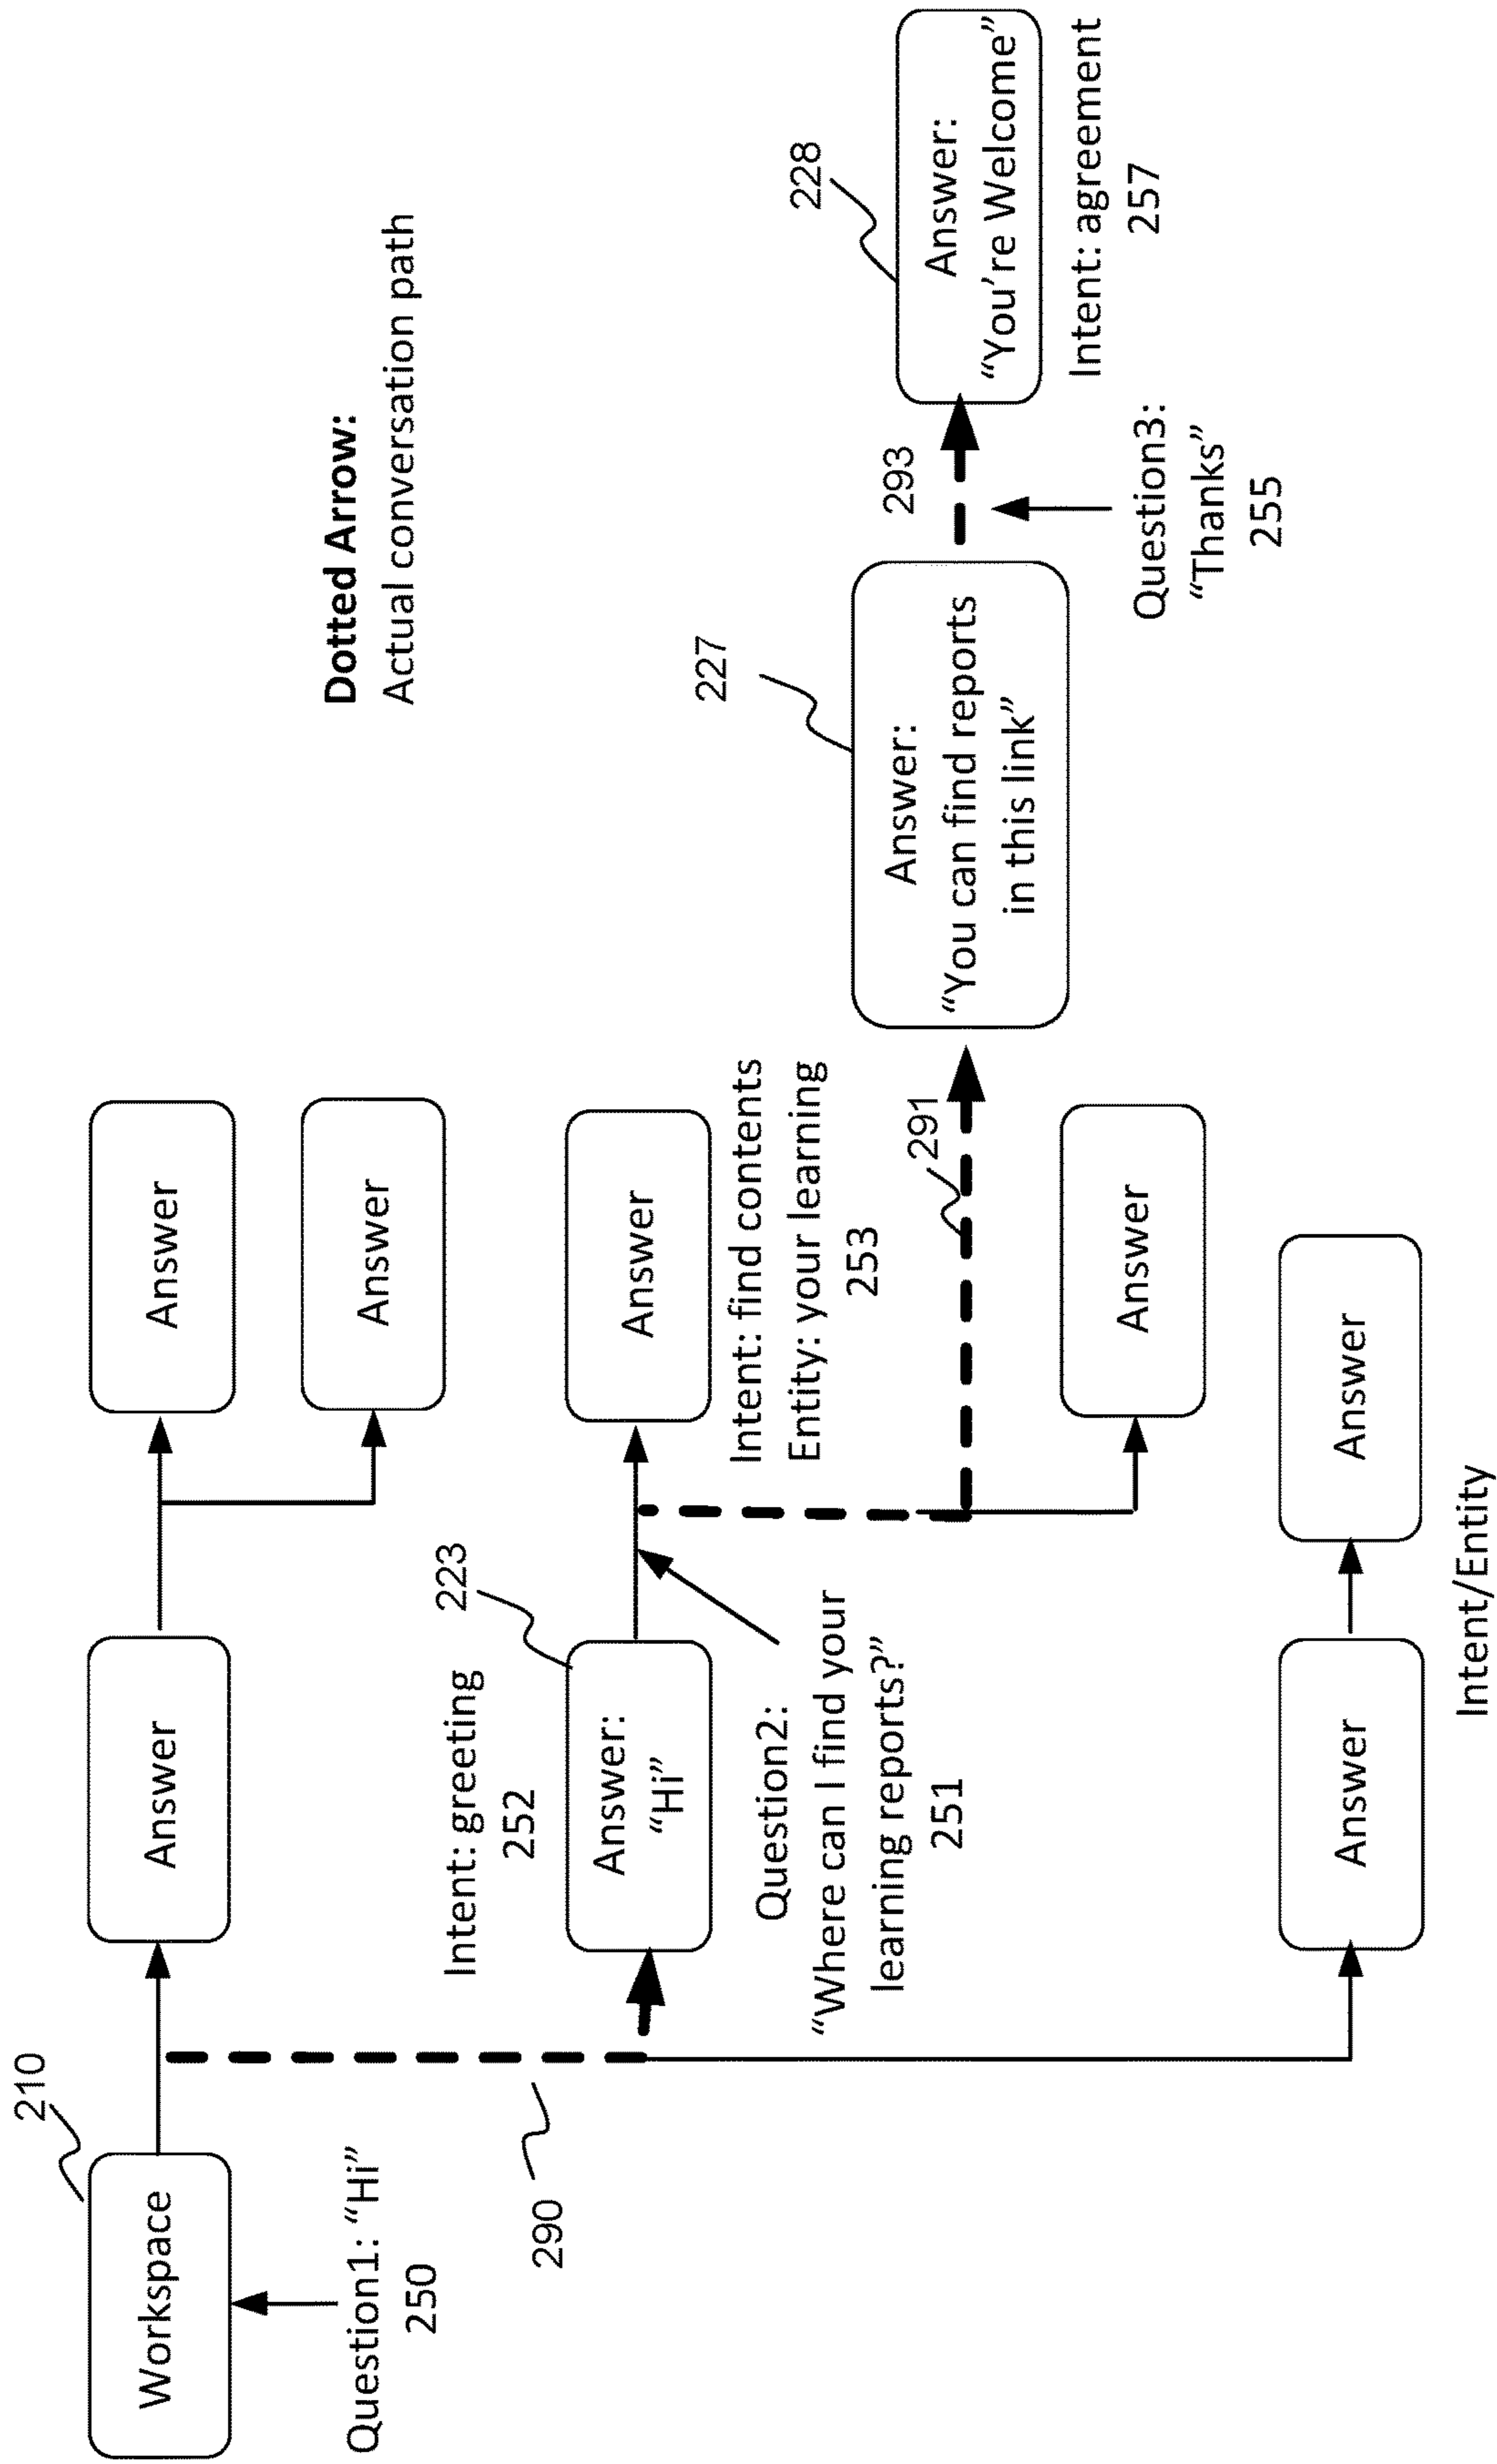 210
Workspace
Question1: “Hi”
250
290
Answer
Answer
Answer
Intent: greeting
252
223
Answer:
“Hi”
Answer
Question2:
“Where can I find your
learning reports?”
251
Intent: find contents
Entity: your learning
253
291
Answer
Answer
Answer
Intent/Entity
Dotted Arrow:
Actual conversation path
227
Answer:
“You can find reports
in this link”
293
Question3:
“Thanks”
255
228
Answer:
“You’re Welcome”
Intent: agreement
257